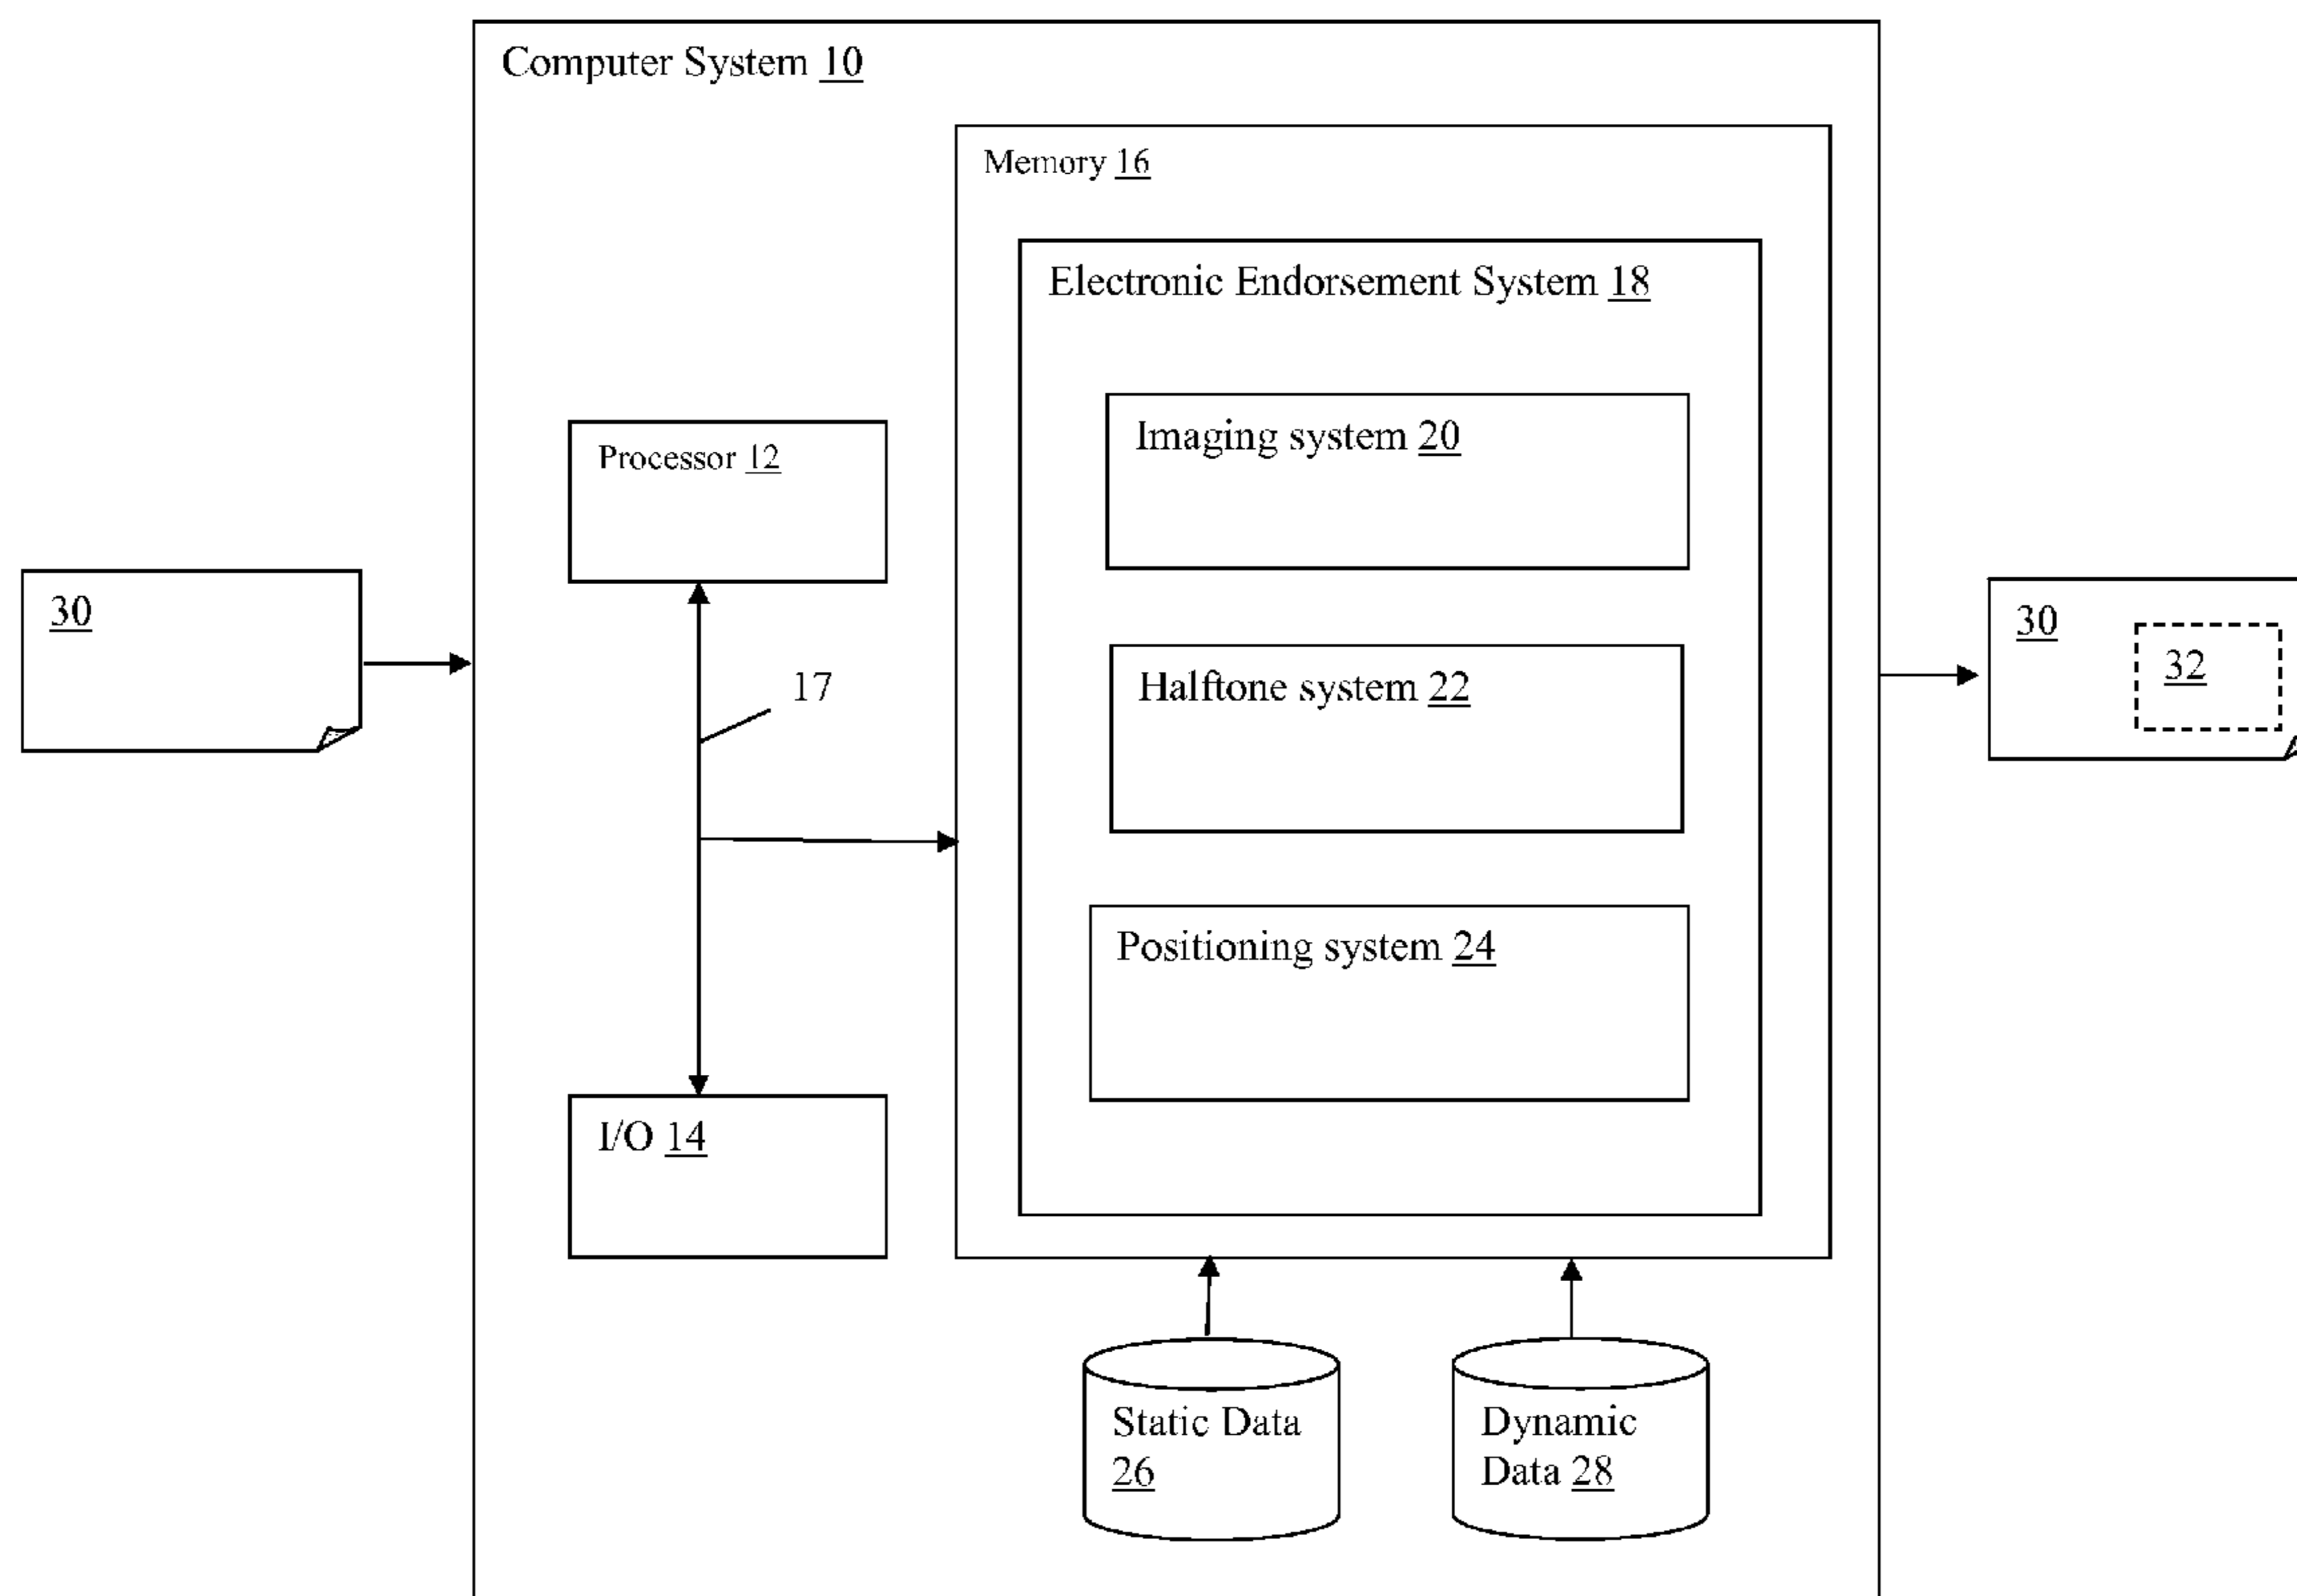 Computer System 10
Memory 16
Electronic Endorsement System 18
Imaging system 20
Processor 12
30
30
32
17
Halftone system 22
Positioning system 24
I/O 14
Static Data
26
Dynamic
Data 28